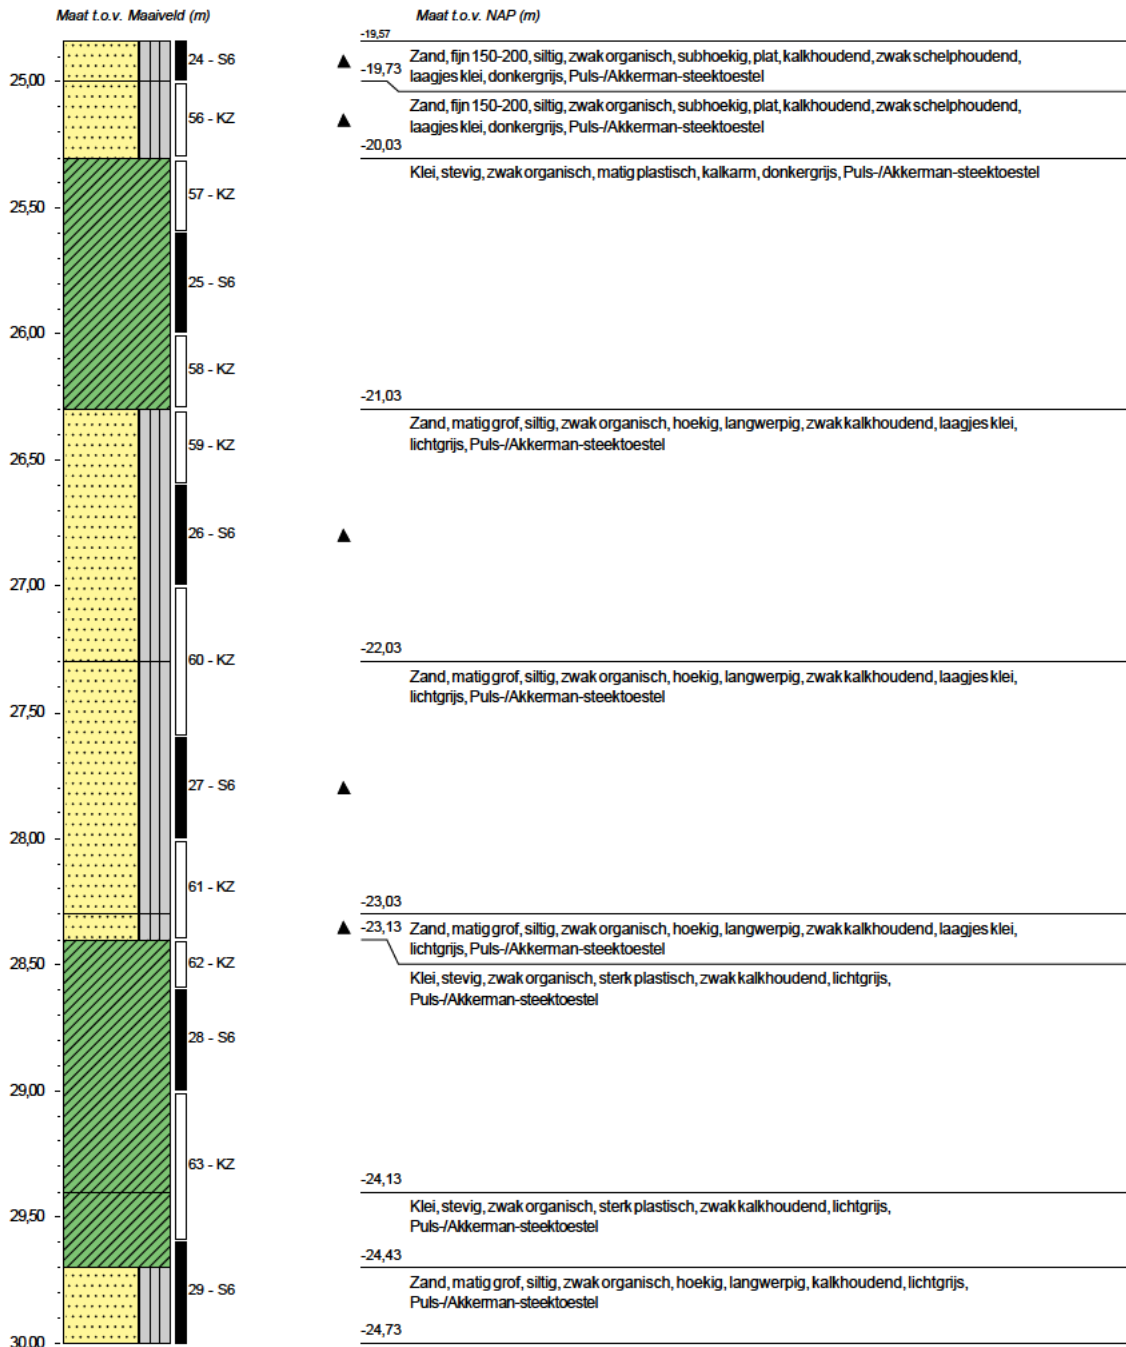 Maat t.o.v. Maaiveld (m)
Maat t.o.v. NAP (m)
-19,57
24 - S6
Zand, fijn 150-200, siltig, zwak organisch, subhoekig, plat, kalkhoudend, zwak schelphoudend,
laagjes klei, donkergrijs, Puls-/Akkerman-steektoestel
-19,73
25,00
56 - KZ
Zand, fijn 150-200, siltig, zwak organisch, subhoekig, plat, kalkhoudend, zwak schelphoudend,
laagjes klei, donkergrijs, Puls-/Akkerman-steektoestel
-20,03
Klei, stevig, zwak organisch, matig plastisch, kalkarm, donkergrijs, Puls-/Akkerman-steektoestel
57 - KZ
25,50
25 - S6
26,00
58 - KZ
-21,03
Zand, matig grof, siltig, zwak organisch, hoekig, langwerpig, zwak kalkhoudend, laagjes klei,
lichtgrijs, Puls-/Akkerman-steektoestel
59 - KZ
26,50
26 - S6
27,00
-22,03
60 - KZ
Zand, matig grof, siltig, zwak organisch, hoekig, langwerpig, zwak kalkhoudend, laagjes klei,
lichtgrijs, Puls-/Akkerman-steektoestel
27,50
27 - S6
28,00
61 - KZ
-23,03
-23,13
Zand, matig grof, siltig, zwak organisch, hoekig, langwerpig, zwak kalkhoudend, laagjes klei,
lichtgrijs, Puls-/Akkerman-steektoestel
62 - KZ
28,50
Klei, stevig, zwak organisch, sterk plastisch, zwak kalkhoudend, lichtgrijs,
Puls-/Akkerman-steektoestel
28 - S6
29,00
63 - KZ
-24,13
Klei, stevig, zwak organisch, sterk plastisch, zwak kalkhoudend, lichtgrijs,
Puls-/Akkerman-steektoestel
29,50
-24,43
Zand, matig grof, siltig, zwak organisch, hoekig, langwerpig, kalkhoudend, lichtgrijs,
Puls-/Akkerman-steektoestel
29 - S6
-24,73
30,00